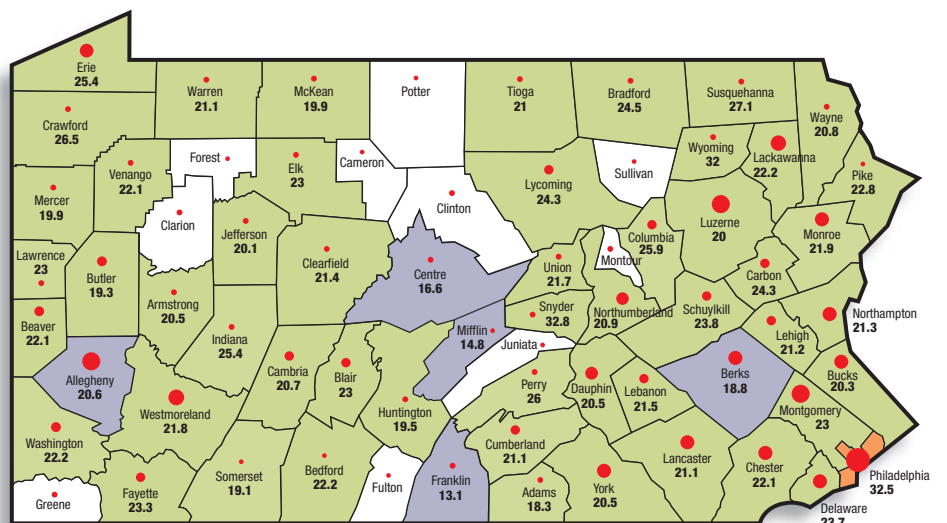 Erie
25.4
Warren
21.1
McKean
19.9
Potter
Tioga
21
Bradford
24.5
Susquehanna
27.1
Wayne
20.8
Crawford
26.5
Forest
Cameron
Elk
23
Venango
22.1
Wyoming
32
Lackawanna
22.2
Sullivan
Pike
22.8
Mercer
19.9
Clarion
Clinton
Lycoming
24.3
Luzerne
20
Monroe
21.9
Jefferson
20.1
Columbia
25.9
Montour
Lawrence
23
Butler
19.3
Clearfield
21.4
Centre
16.6
Union
21.7
Carbon
24.3
Armstrong
20.5
Snyder
32.8
Northumberland
20.9
Schuylkill
23.8
Northampton
21.3
Beaver
22.1
Indiana
25.4
Mifflin
14.8
Juniata
Lehigh
21.2
Allegheny
20.6
Cambria
20.7
Blair
23
Perry
26
Dauphin
20.5
Lebanon
21.5
Berks
18.8
Bucks
20.3
Westmoreland
21.8
Huntington
19.5
Montgomery
23
Washington
22.2
Cumberland
21.1
Lancaster
21.1
Chester
22.1
Philadelphia
32.5
Somerset
19.1
Bedford
22.2
Fulton
Franklin
13.1
Adams
18.3
York
20.5
Greene
Fayette
23.3
Delaware
23.7